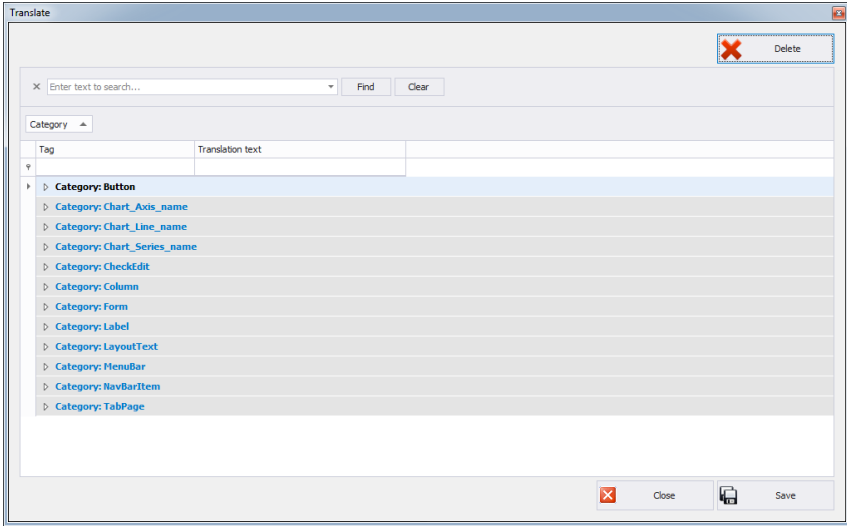 Translate
Delete
Enter text to search...
Find
Clear
Category
Tag
Translation text
Category: Button
Category: Chart_Axis_name
Category: Chart_Line_name
Category: Chart_Series_name
Category: CheckEdit
Category: Column
Category: Form
Category: Label
Category: LayoutText
Category: MenuBar
Category: NavBarItem
Category: TabPage
Close
Save